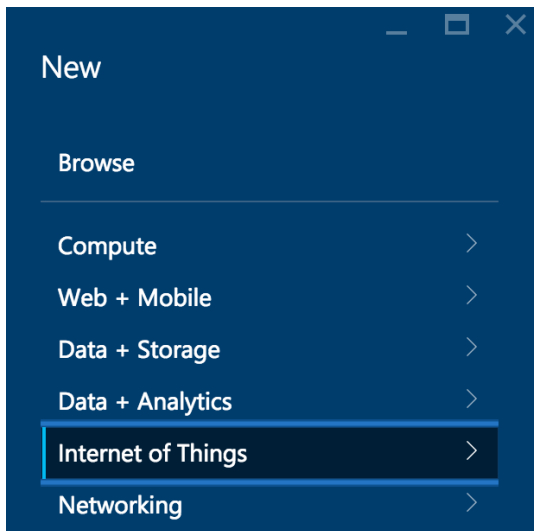 New
Browse
Compute
Web + Mobile
Data + Storage
Data + Analytics
Internet of Things
Networking